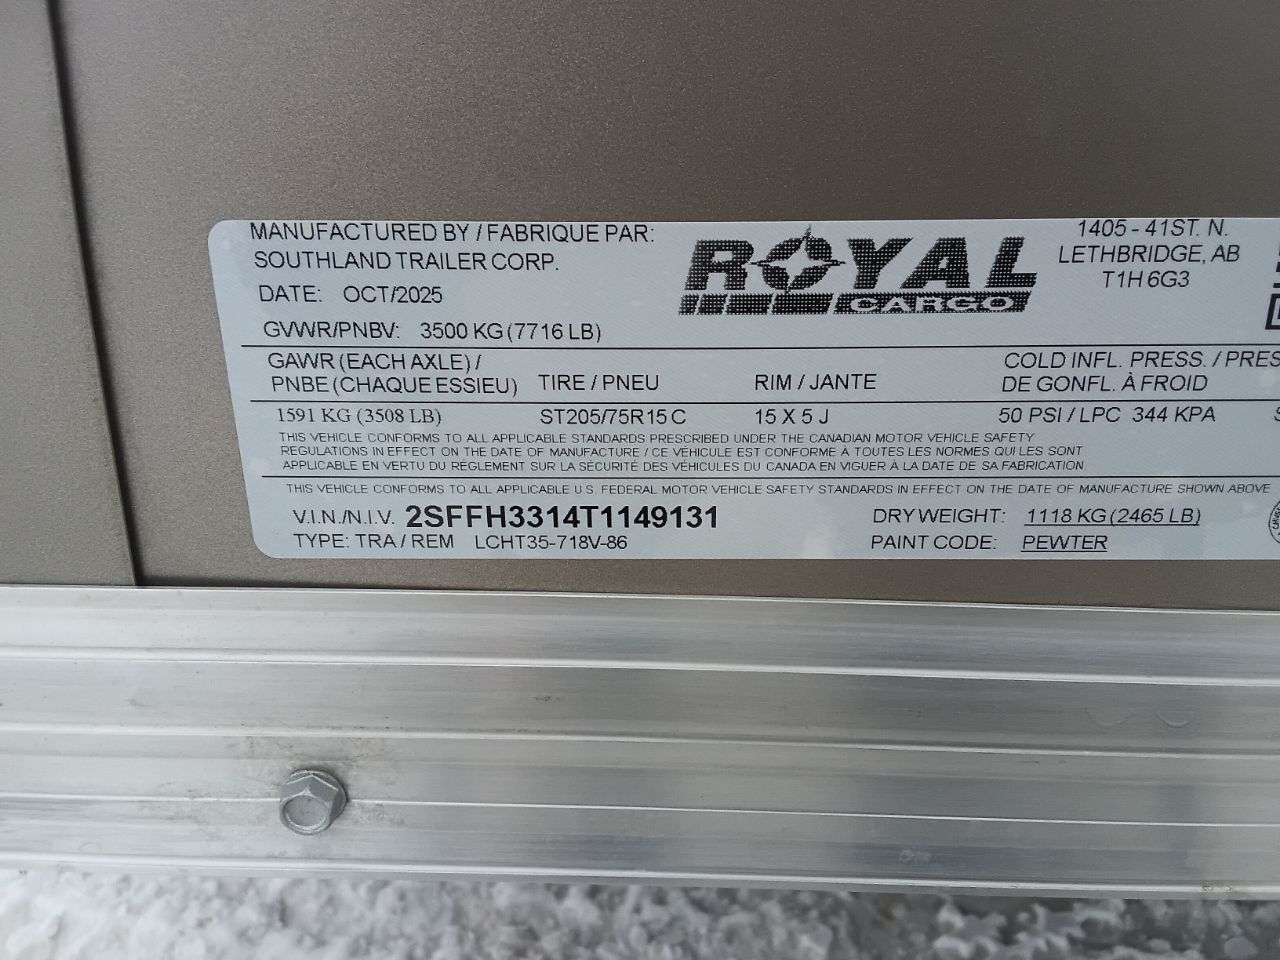 MANUFACTURED BY / FABRIQUE PAR:
SOUTHLAND TRAILER CORP.
DATE: OCT/2025
GVWR/PNBV: 3500 KG (7716 LB)
ROYAL
CARGO
1405 - 41ST. N.
LETHBRIDGE, AB
T1H 6G3
GAWR (EACH AXLE) /
PNBE (CHAQUE ESSIEU) TIRE / PNEU RIM / JANTE
COLD INFL. PRESS. / PRES
DE GONFL. À FROID
1591 KG (3508 LB) ST205/75R15 C 15 X 5 J 50 PSI / LPC 344 KPA
THIS VEHICLE CONFORMS TO ALL APPLICABLE STANDARDS PRESCRIBED UNDER THE CANADIAN MOTOR VEHICLE SAFETY
REGULATIONS IN EFFECT ON THE DATE OF MANUFACTURE / CE VÉHICULE EST CONFORME À TOUTES LES NORMES QUI LES SONT
APPLICABLE EN VERTU DU RÈGLEMENT SUR LA SÉCURITÉ DES VÉHICULES DU CANADA EN VIGUER À LA DATE DE SA FABRICATION
THIS VEHICLE CONFORMS TO ALL APPLICABLE U.S. FEDERAL MOTOR VEHICLE SAFETY STANDARDS IN EFFECT ON THE DATE OF MANUFACTURE SHOWN ABOVE
V.I.N./N.I.V. 2SFFH3314T1149131 DRY WEIGHT: 1118 KG (2465 LB)
TYPE: TRA / REM LCHT35-718V-86 PAINT CODE: PEWTER